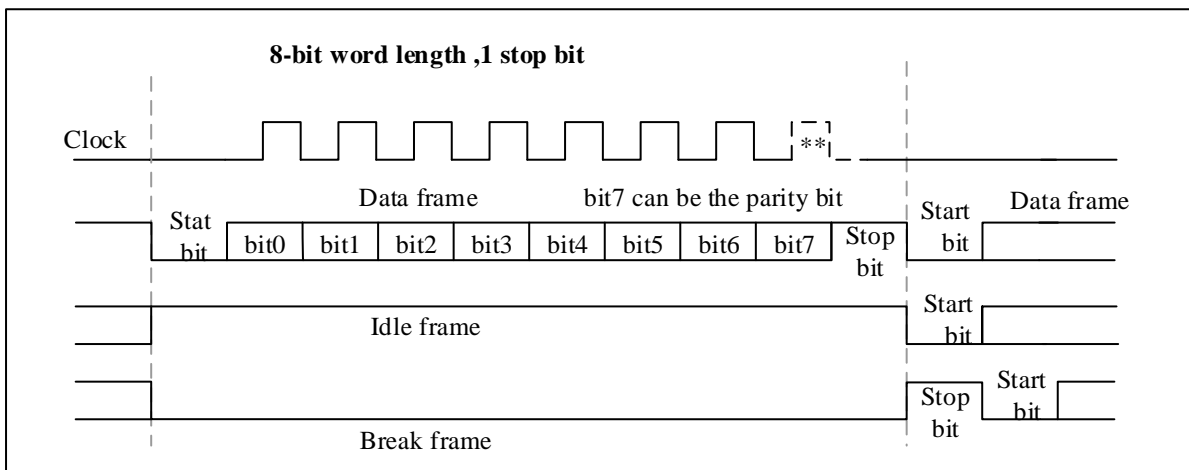 8-bit word length ,1 stop bit
Clock
**
Data frame
bit7 can be the parity bit
Data frame
Stat
bit
bit0
bit1
bit2
bit3
bit4
bit5
bit6
bit7
Stop
bit
Start
bit
Idle frame
Start
bit
Break frame
Stop
bit
Start
bit